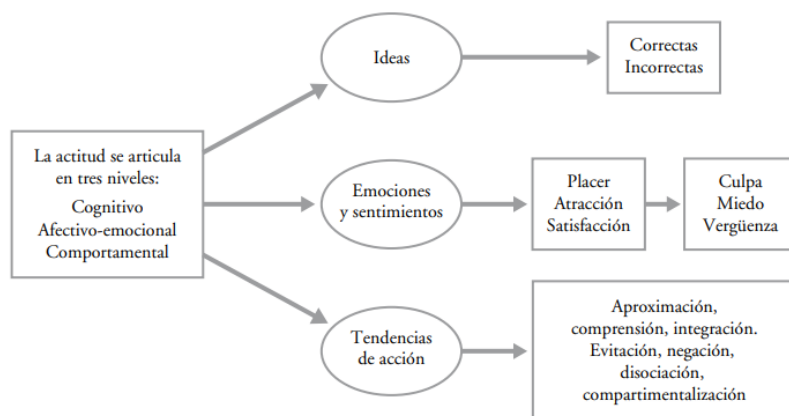 La actitud se articula
en tres niveles:
Cognitivo
Afectivo-emocional
Comportamental
Ideas
Correctas
Incorrectas
Emociones
y sentimientos
Placer
Atracción
Satisfacción
Culpa
Miedo
Vergüenza
Tendencias
de acción
Aproximación,
comprensión, integración.
Evitación, negación,
disociación,
compartimentalización